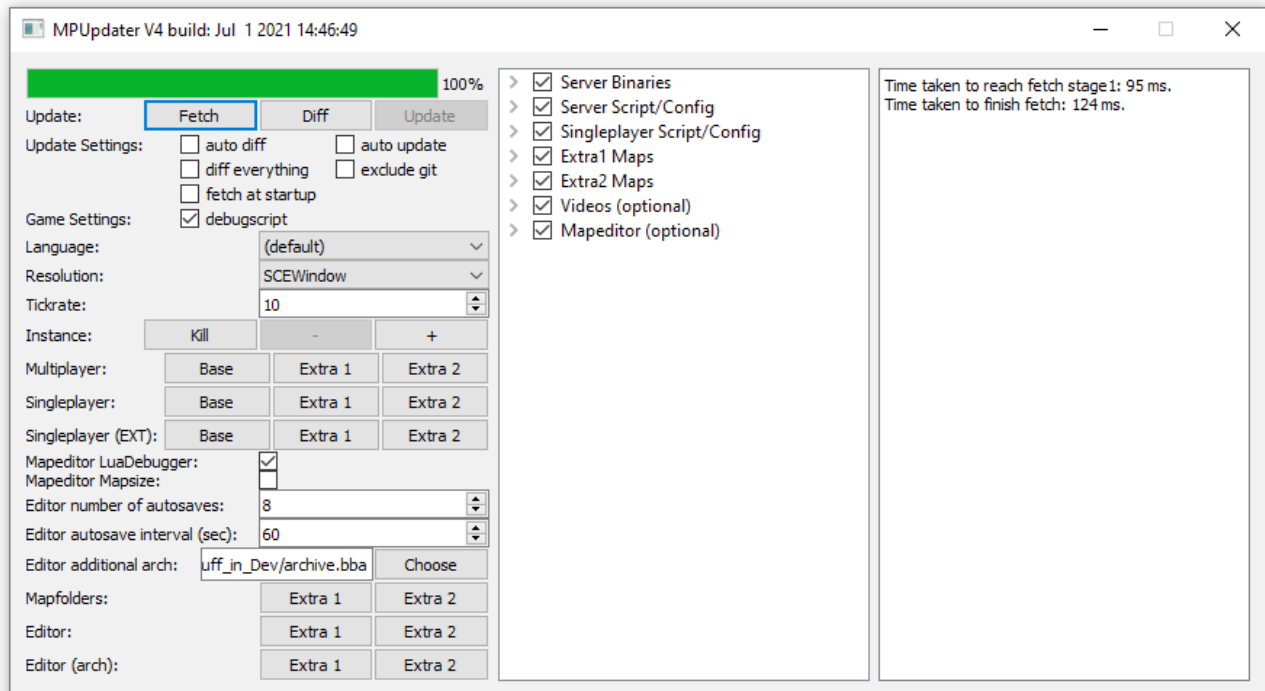 MPUpdater V4 build: Jul  1 2021 14:46:49
100%
Update: Fetch Diff Update
Update Settings: auto diff auto update
diff everything exclude git
fetch at startup
Game Settings: debugscript
Language: (default)
Resolution: SCEWindow
Tickrate: 10
Instance: Kill - +
Multiplayer: Base Extra 1 Extra 2
Singleplayer: Base Extra 1 Extra 2
Singleplayer (EXT): Base Extra 1 Extra 2
Mapeditor LuaDebugger:
Mapeditor Mapsize:
Editor number of autosaves: 8
Editor autosave interval (sec): 60
Editor additional arch: uff_in_Dev/archive.bba Choose
Mapfolders: Extra 1 Extra 2
Editor: Extra 1 Extra 2
Editor (arch): Extra 1 Extra 2
Server Binaries
Server Script/Config
Singleplayer Script/Config
Extra1 Maps
Extra2 Maps
Videos (optional)
Mapeditor (optional)
Time taken to reach fetch stage1: 95 ms.
Time taken to finish fetch: 124 ms.